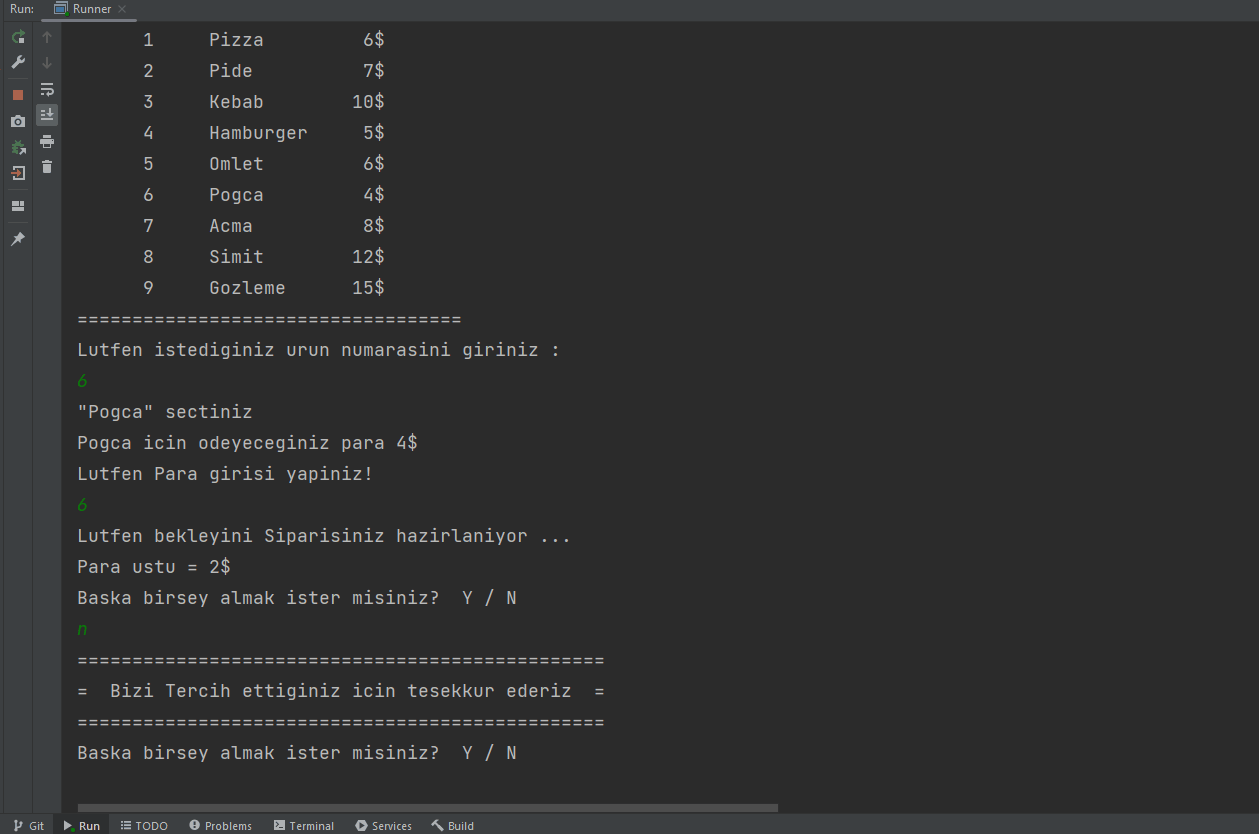 Run: Runner
1 Pizza 6$
2 Pide 7$
3 Kebab 10$
4 Hamburger 5$
5 Omlet 6$
6 Pogca 4$
7 Acma 8$
8 Simit 12$
9 Gozleme 15$
===================================
Lutfen istediginiz urun numarasini giriniz :
6
"Pogca" sectiniz
Pogca icin odeyeceginiz para 4$
Lutfen Para girisi yapiniz!
6
Lutfen bekleyini Siparisiniz hazirlaniyor ...
Para ustu = 2$
Baska birsey almak ister misiniz?  Y / N
n
================================================
=  Bizi Tercih ettiginiz icin tesekkur ederiz  =
================================================
Baska birsey almak ister misiniz?  Y / N
Git Run TODO Problems Terminal Services Build